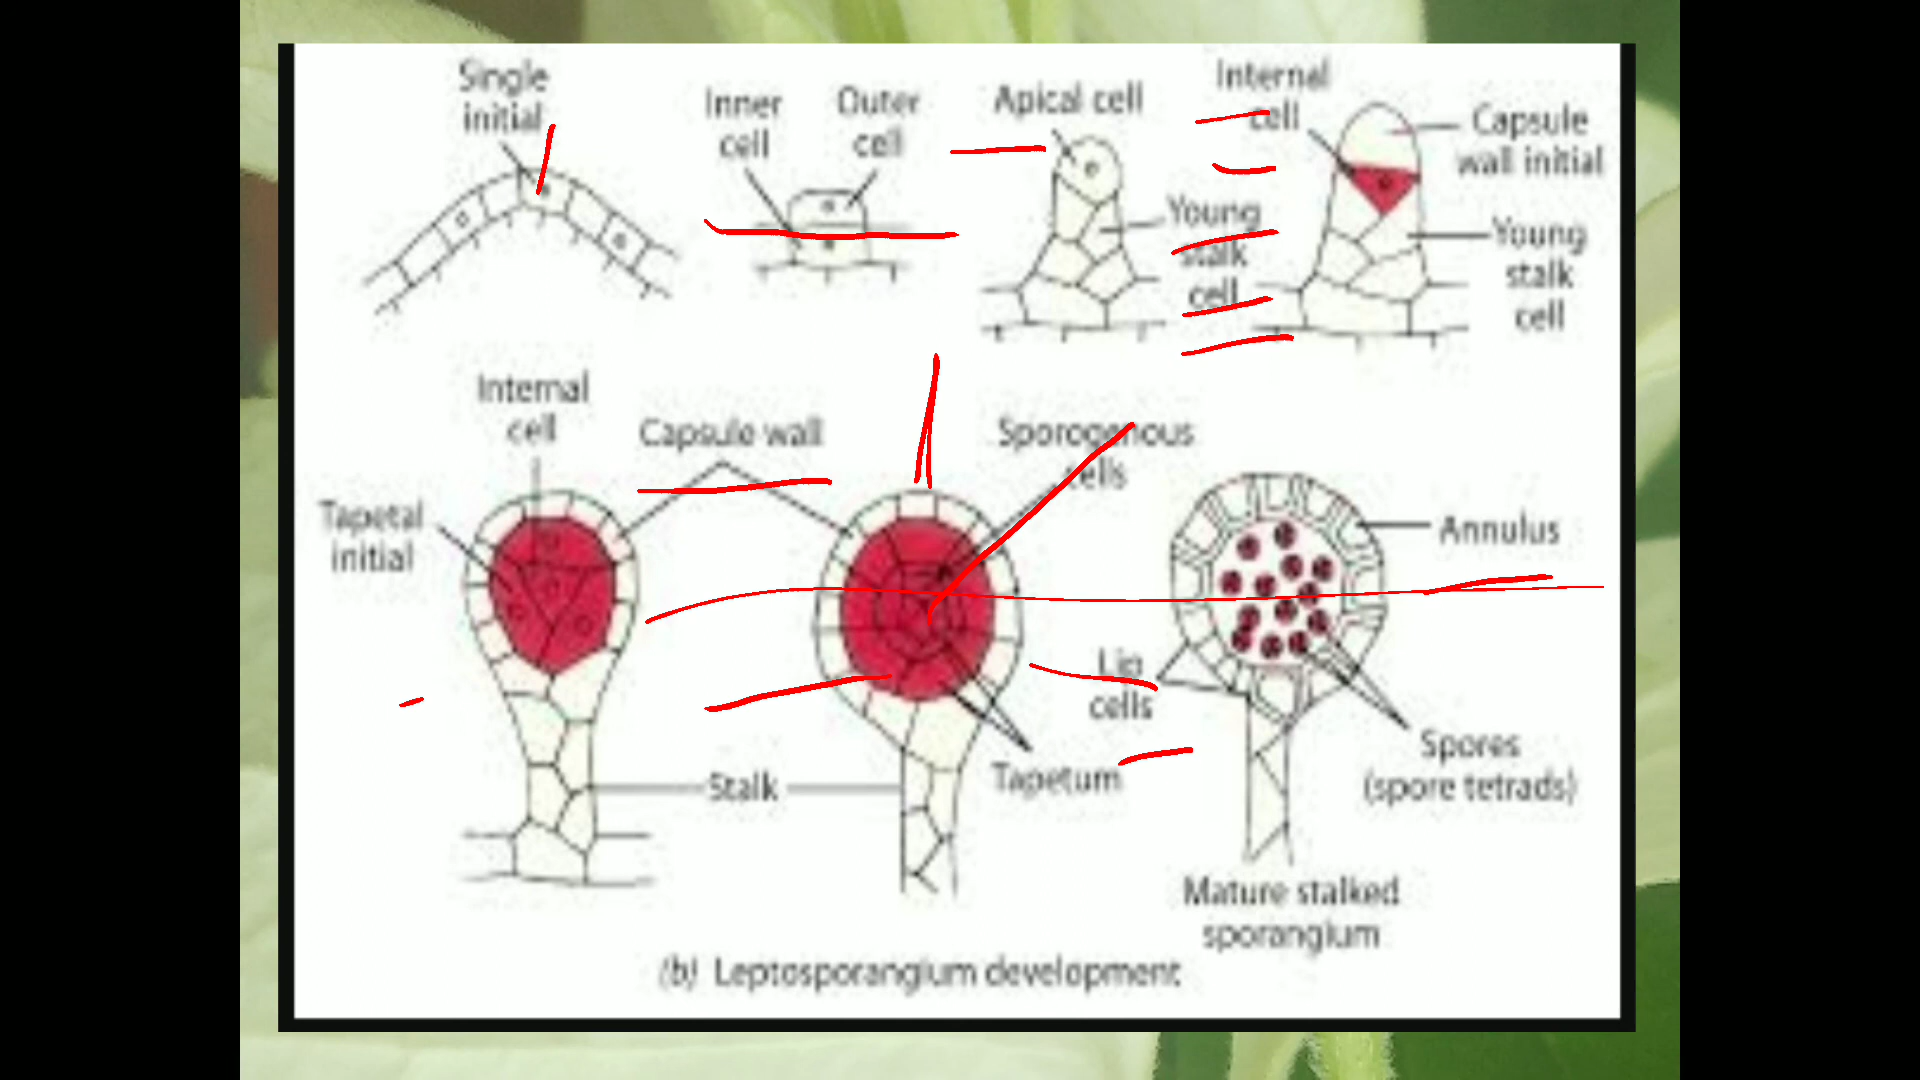 Single
initial
Inner
cell
Outer
cell
Apical cell
Young
stalk
cell
Internal
cell
Capsule
wall initial
Young
stalk
cell
Internal
cell
Tapetal
initial
Capsule wall
Sporogenous
cells
Annulus
Lip
cells
Stalk
Tapetum
Spores
(spore tetrads)
Mature stalked
sporangium
(b) Leptosporangium development